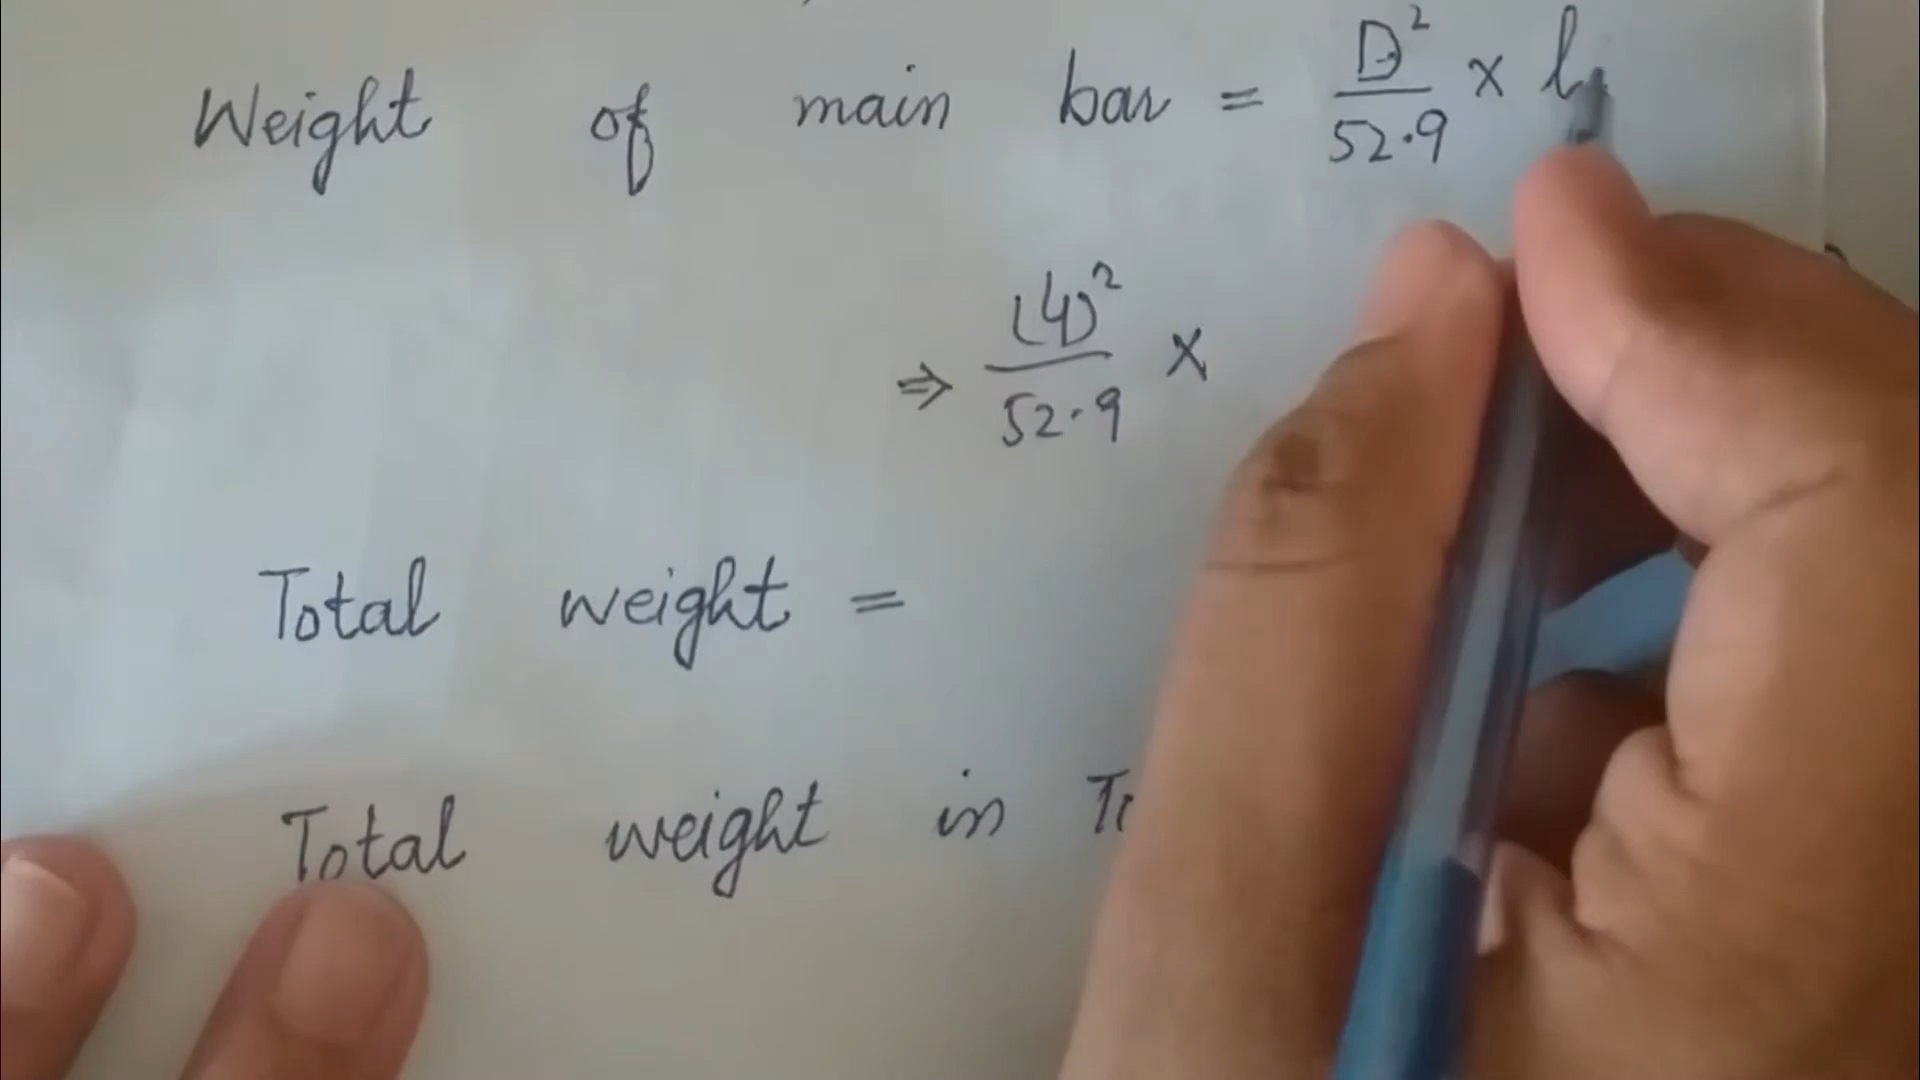 Weight of main bar = D²/52.9 × l
⇒ (4)²/52.9 ×
Total weight =
Total weight in